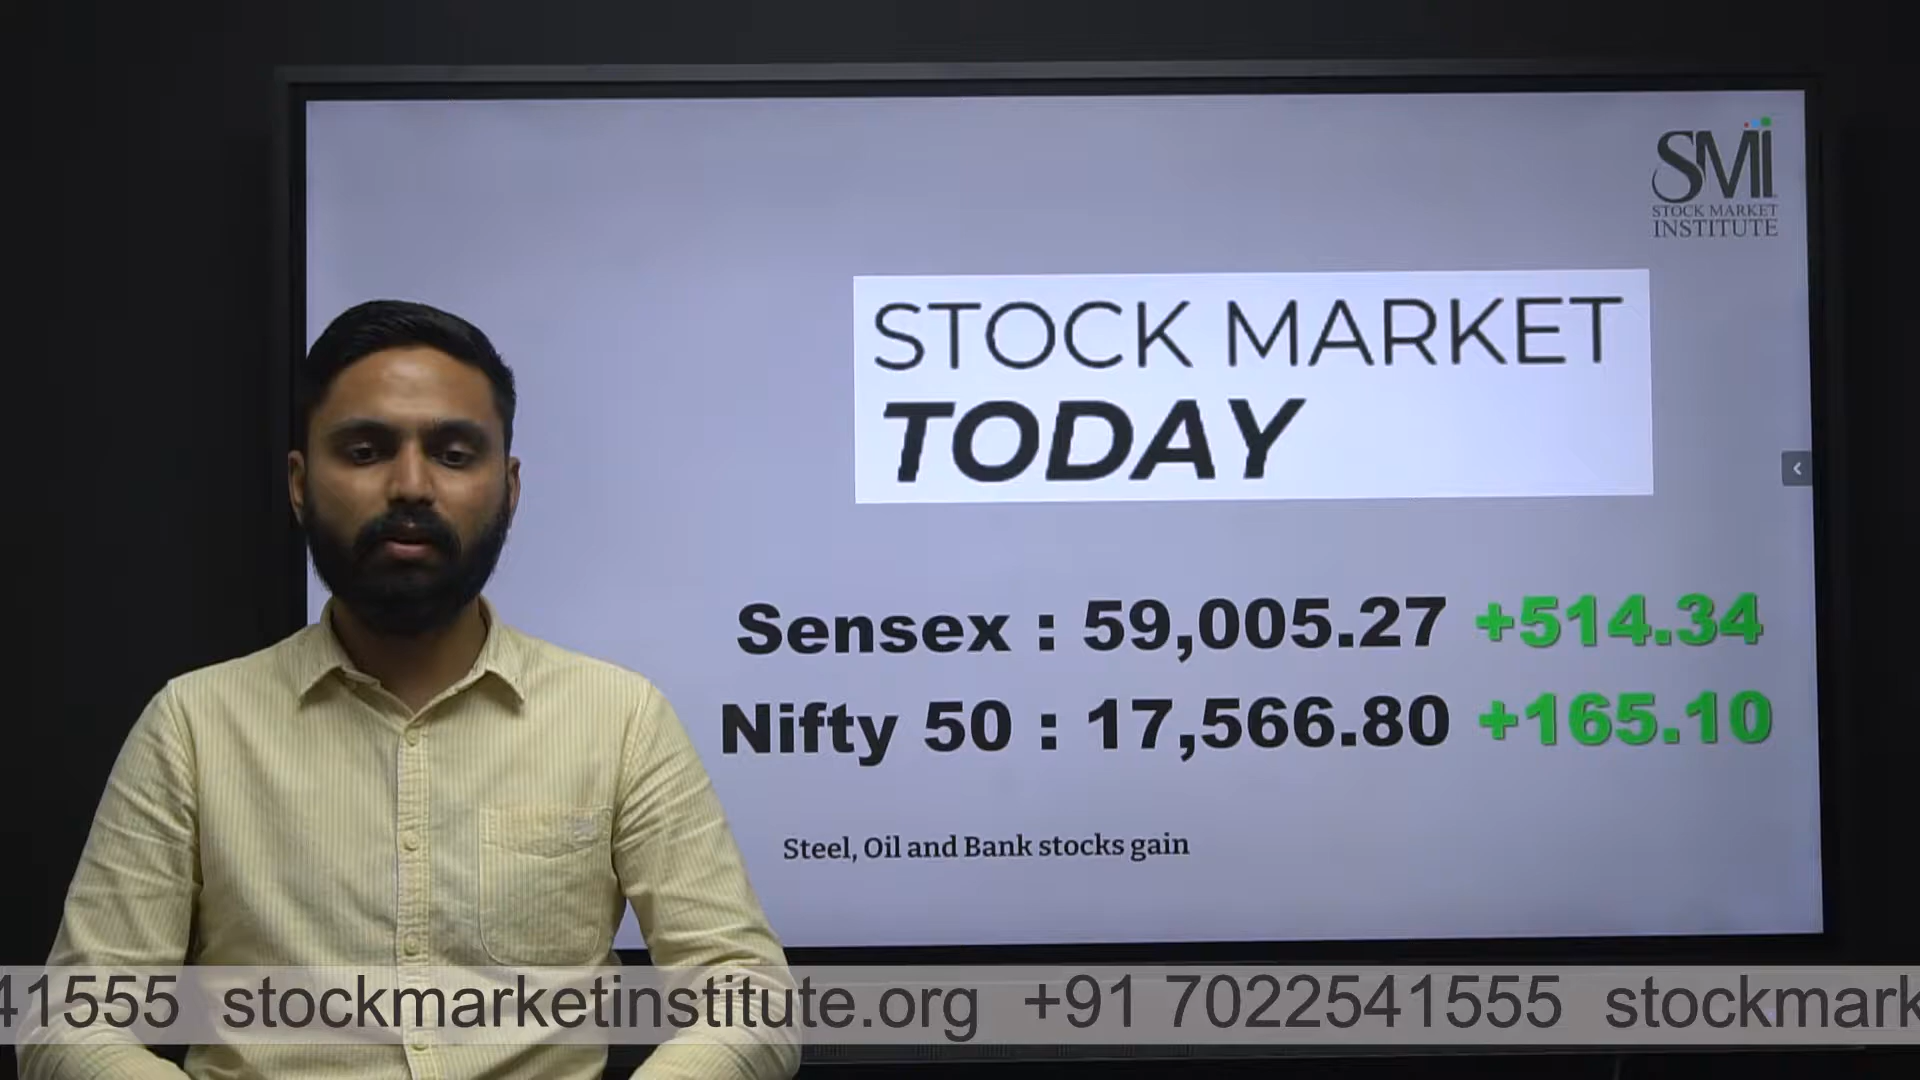 SMI
STOCK MARKET
INSTITUTE
STOCK MARKET
TODAY
Sensex : 59,005.27 +514.34
Nifty 50 : 17,566.80 +165.10
Steel, Oil and Bank stocks gain
41555 stockmarketinstitute.org +91 7022541555 stockmark